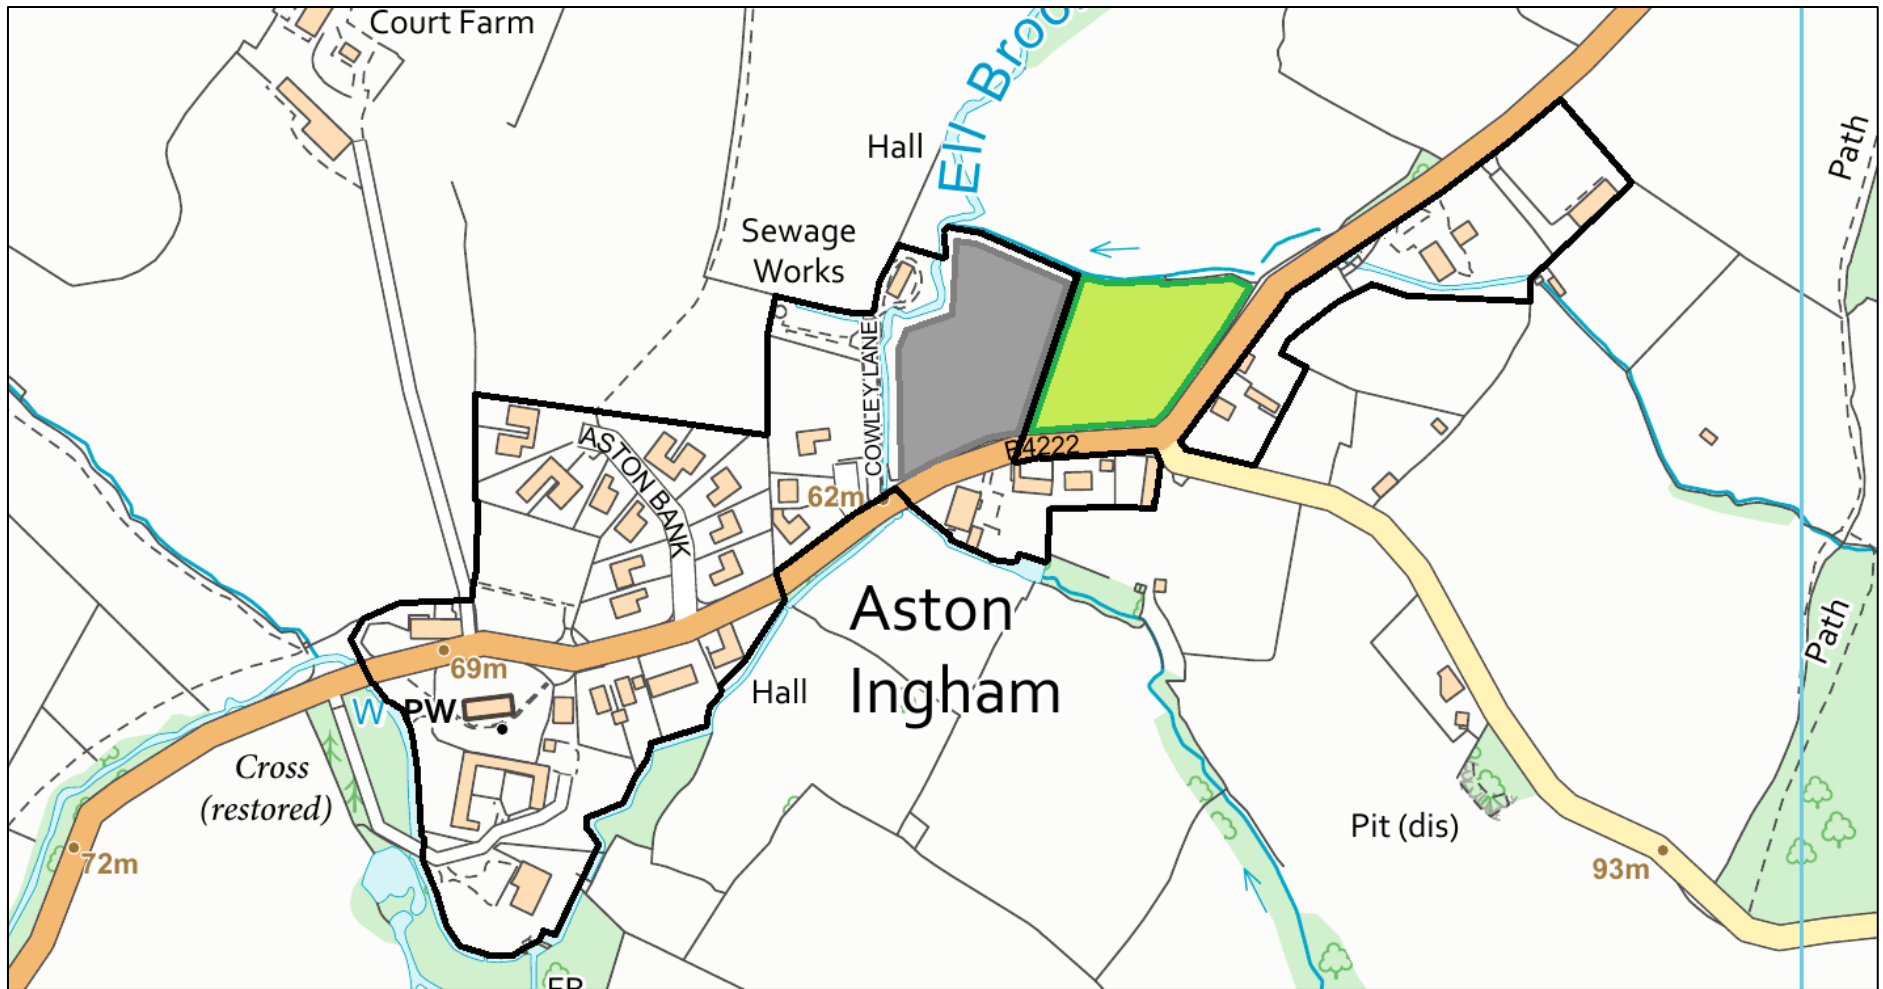 Court Farm
Ell Broo
Hall
Path
Sewage
Works
COWLEY LANE
ASTON BANK
B4222
62m
Aston
Ingham
69m
Hall
Path
W
PW
Cross
(restored)
Pit (dis)
72m
93m
FB